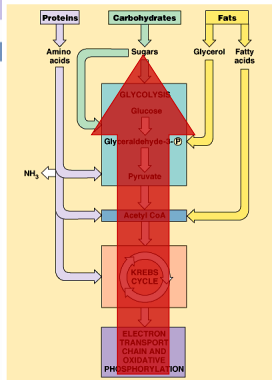 Proteins Carbohydrates Fats
Amino acids Sugars Glycerol Fatty acids
GLYCOLYSIS
Glucose
Glyceraldehyde-3- P
NH3
Pyruvate
Acetyl CoA
KREBS
CYCLE
ELECTRON
TRANSPORT
CHAIN AND
OXIDATIVE
PHOSPHORYLATION